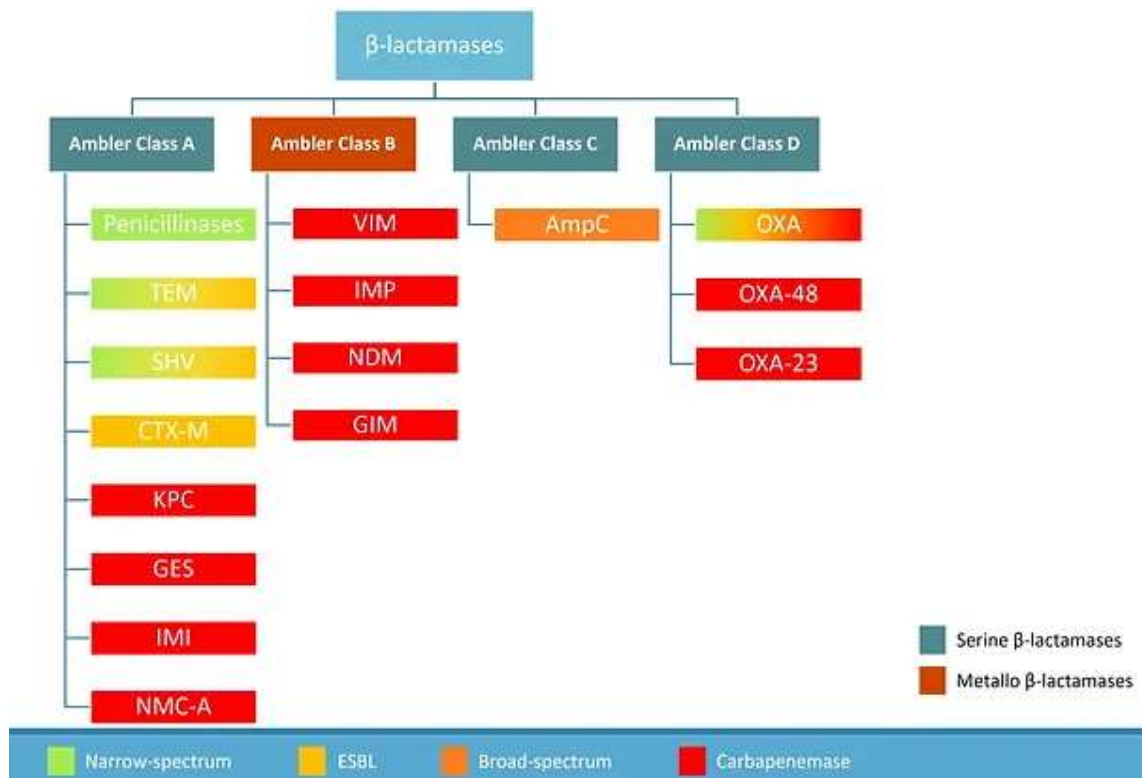 β-lactamases
Ambler Class A
Ambler Class B
Ambler Class C
Ambler Class D
Penicillinases
TEM
SHV
CTX-M
KPC
GES
IMI
NMC-A
VIM
IMP
NDM
GIM
AmpC
OXA
OXA-48
OXA-23
Serine β-lactamases
Metallo β-lactamases
Narrow-spectrum
ESBL
Broad-spectrum
Carbapenemase